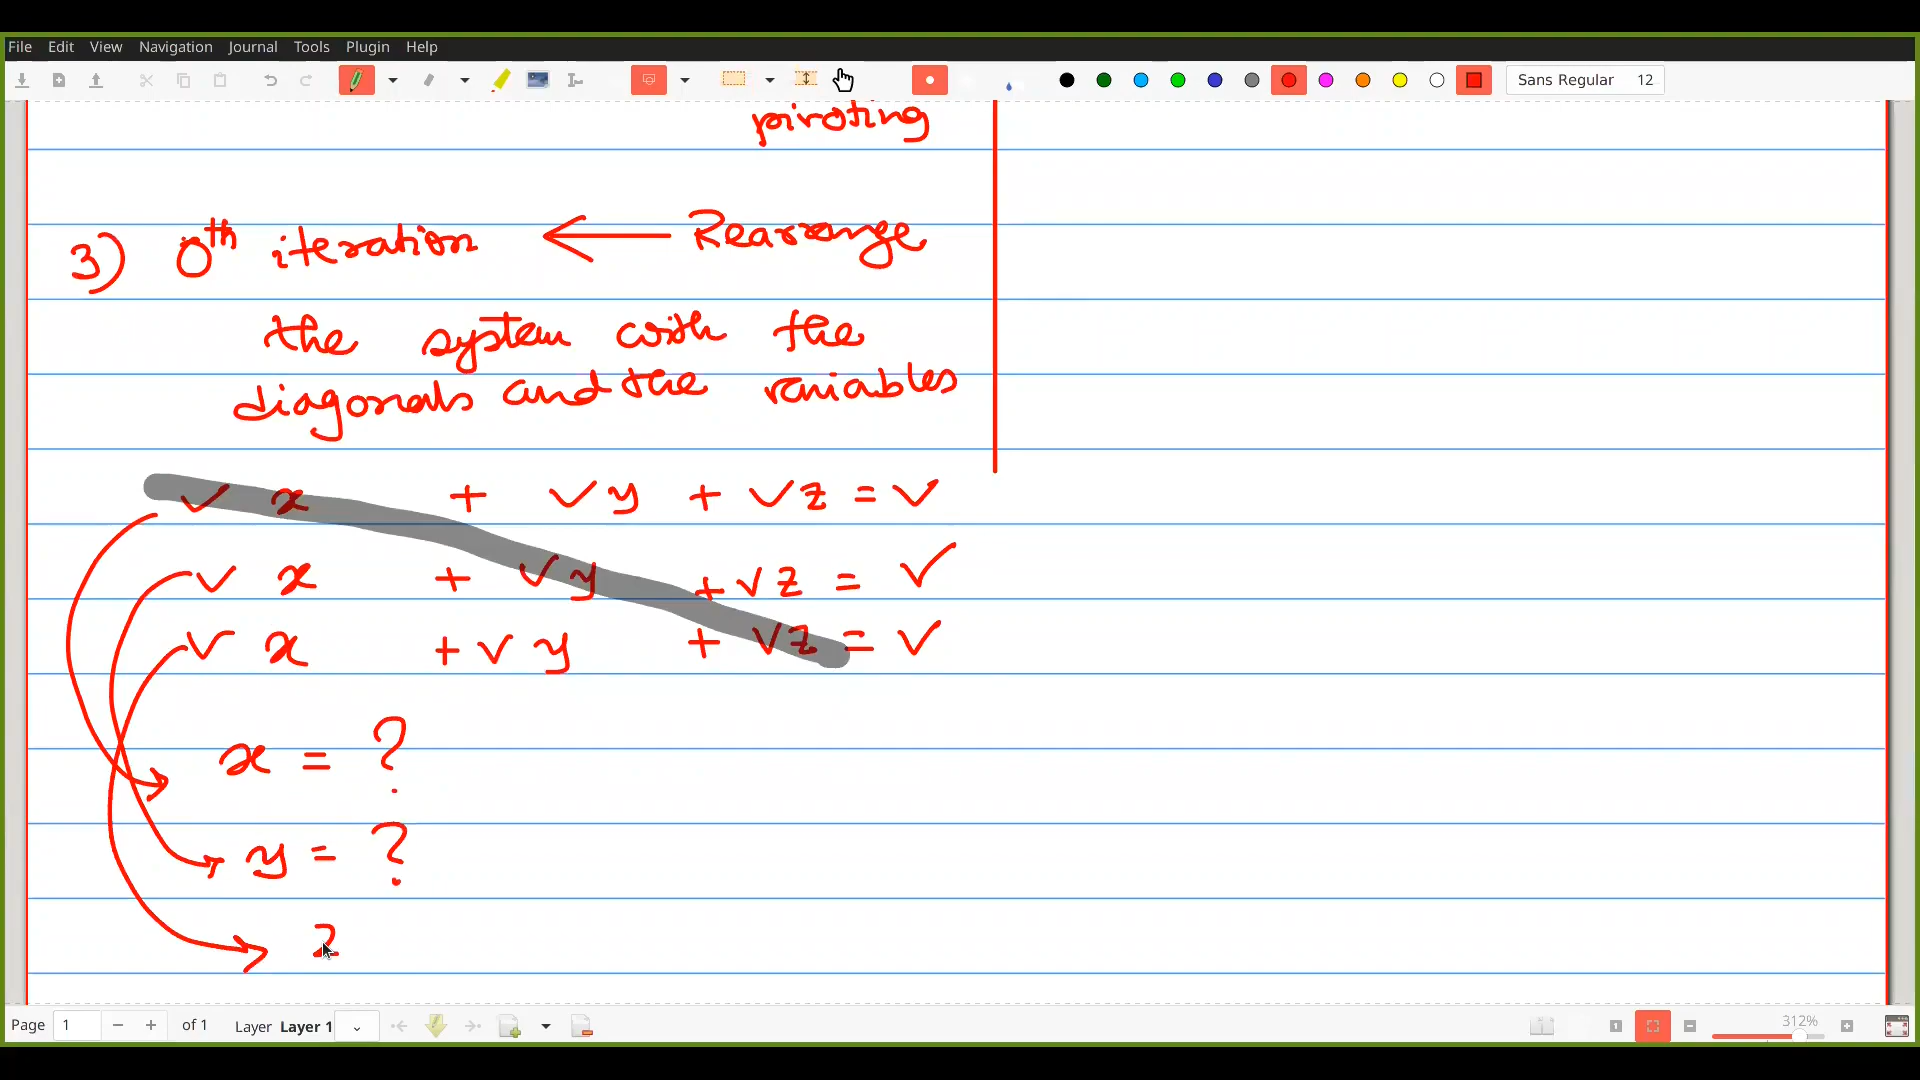 File Edit View Navigation Journal Tools Plugin Help
Sans Regular 12
pivoting
3) 0th iteration ← Rearrange
the system with the
diagonals and the variables
✓ x + ✓ y + ✓ z = ✓
✓ x + ✓ y + ✓ z = ✓
✓ x + ✓ y + ✓ z = ✓
x = ?
y = ?
z
Page 1 of 1 Layer Layer 1 312%